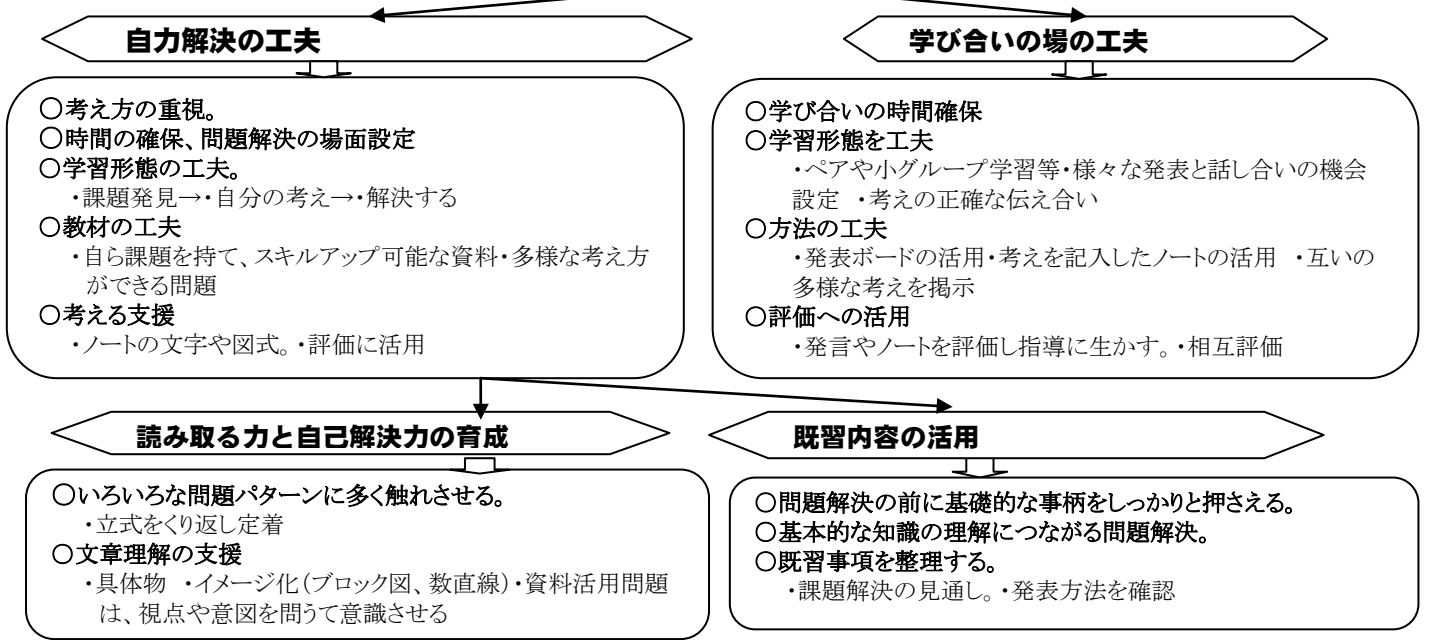 自力解決の工夫
○考え方の重視。
○時間の確保、問題解決の場面設定
○学習形態の工夫。
・課題発見→・自分の考え→・解決する
○教材の工夫
・自ら課題を持て、スキルアップ可能な資料・多様な考え方
ができる問題
○考える支援
・ノートの文字や図式。・評価に活用
学び合いの場の工夫
○学び合いの時間確保
○学習形態を工夫
・ペアや小グループ学習等・様々な発表と話し合いの機会
設定　・考えの正確な伝え合い
○方法の工夫
・発表ボードの活用・考えを記入したノートの活用　・互いの
多様な考えを掲示
○評価への活用
・発言やノートを評価し指導に生かす。・相互評価
読み取る力と自己解決力の育成
○いろいろな問題パターンに多く触れさせる。
・立式をくり返し定着
○文章理解の支援
・具体物　・イメージ化(ブロック図、数直線)・資料活用問題
は、視点や意図を問うて意識させる
既習内容の活用
○問題解決の前に基礎的な事柄をしっかりと押さえる。
○基本的な知識の理解につながる問題解決。
○既習事項を整理する。
・課題解決の見通し。・発表方法を確認